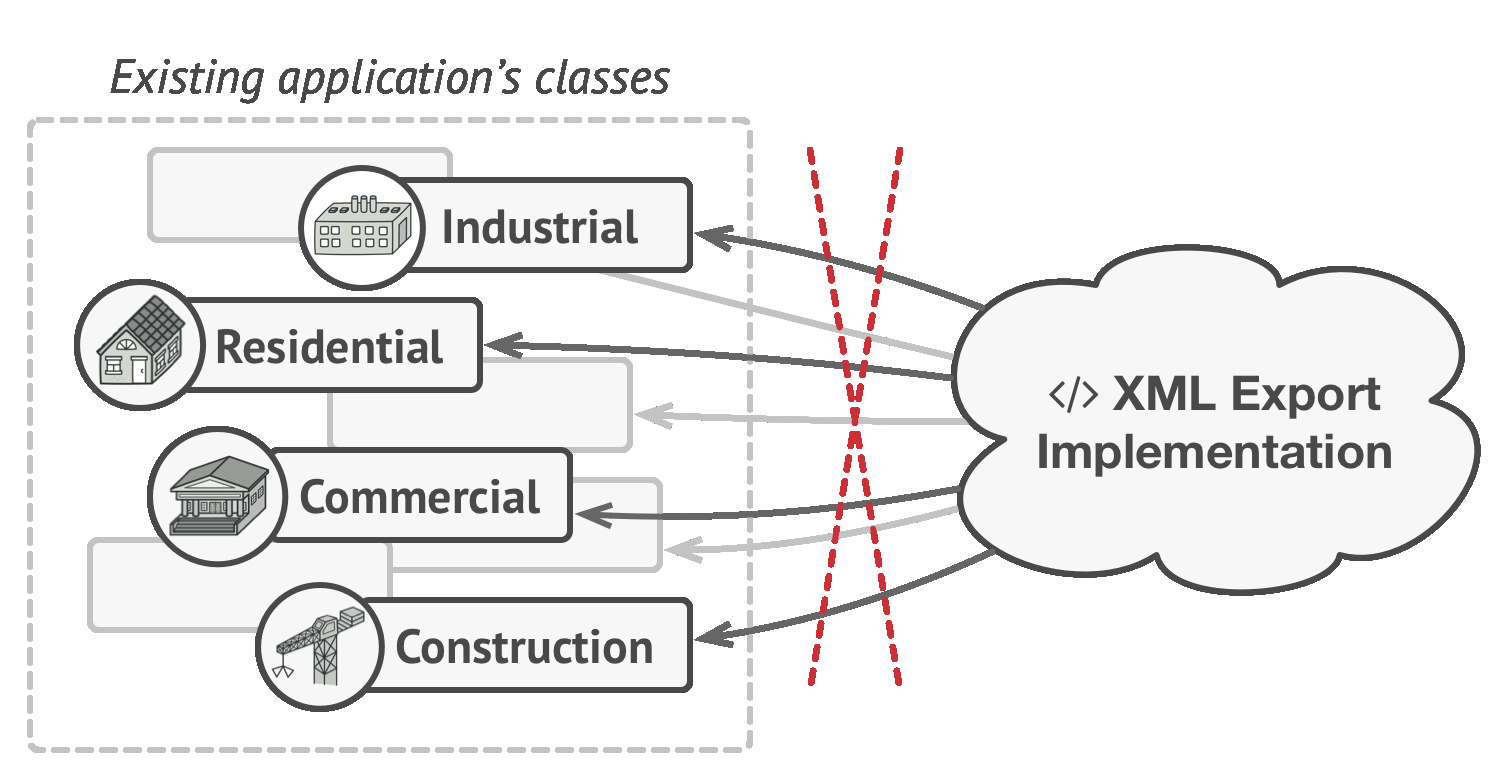 Existing application’s classes
Industrial
Residential
Commercial
Construction
</> XML Export
Implementation